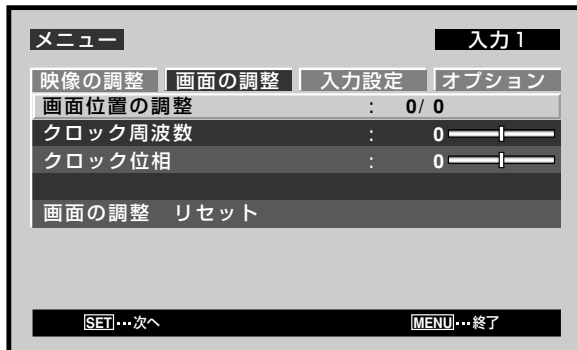 メニュー 入力1
映像の調整 画面の調整 入力設定 オプション
画面位置の調整 : 0/ 0
クロック周波数 : 0
クロック位相 : 0
画面の調整 リセット
SET…次へ MENU…終了